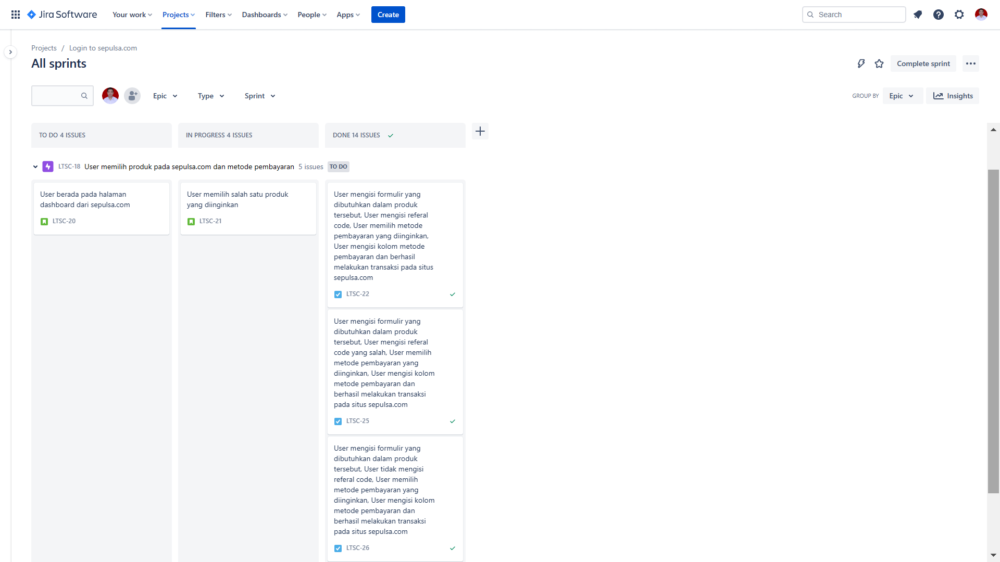 Jira Software
Your work
Projects
Filters
Dashboards
People
Apps
Create
Search
Projects / Login to sepulsa.com
All sprints
Complete sprint
Epic
Type
Sprint
GROUP BY
Epic
Insights
TO DO 4 ISSUES
IN PROGRESS 4 ISSUES
DONE 14 ISSUES
LTSC-18 User memilih produk pada sepulsa.com dan metode pembayaran 5 issues TO DO
User berada pada halaman
dashboard dari sepulsa.com
LTSC-20
User memilih salah satu produk
yang diinginkan
LTSC-21
User mengisi formulir yang
dibutuhkan dalam produk
tersebut, User mengisi referal
code, User memilih metode
pembayaran yang diinginkan,
User mengisi kolom metode
pembayaran dan berhasil
melakukan transaksi pada situs
sepulsa.com
LTSC-22
User mengisi formulir yang
dibutuhkan dalam produk
tersebut, User mengisi referal
code yang salah, User memilih
metode pembayaran yang
diinginkan, User mengisi kolom
metode pembayaran dan
berhasil melakukan transaksi
pada situs sepulsa.com
LTSC-25
User mengisi formulir yang
dibutuhkan dalam produk
tersebut, User tidak mengisi
referal code, User memilih
metode pembayaran yang
diinginkan, User mengisi kolom
metode pembayaran dan
berhasil melakukan transaksi
pada situs sepulsa.com
LTSC-26